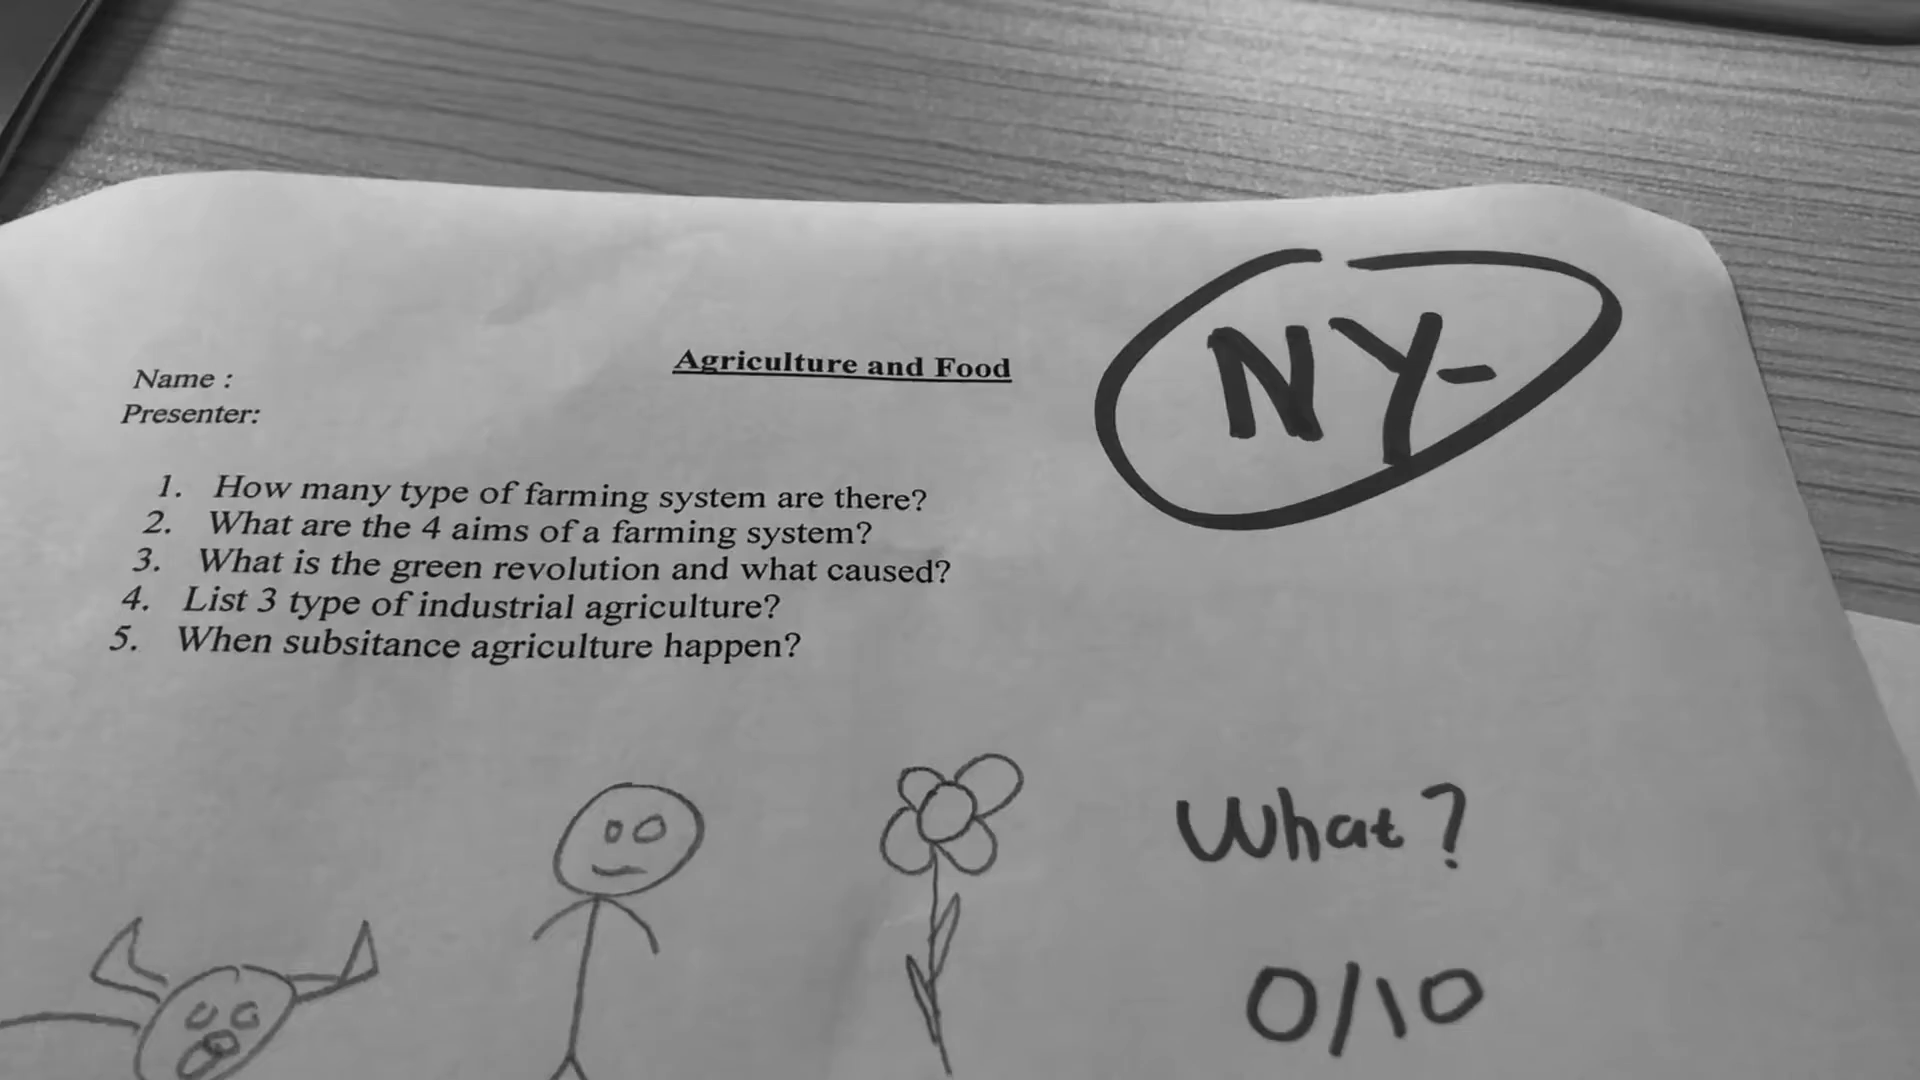 Agriculture and Food
NY-
Name :
Presenter:
1. How many type of farming system are there?
2. What are the 4 aims of a farming system?
3. What is the green revolution and what caused?
4. List 3 type of industrial agriculture?
5. When subsitance agriculture happen?
What?
0/10